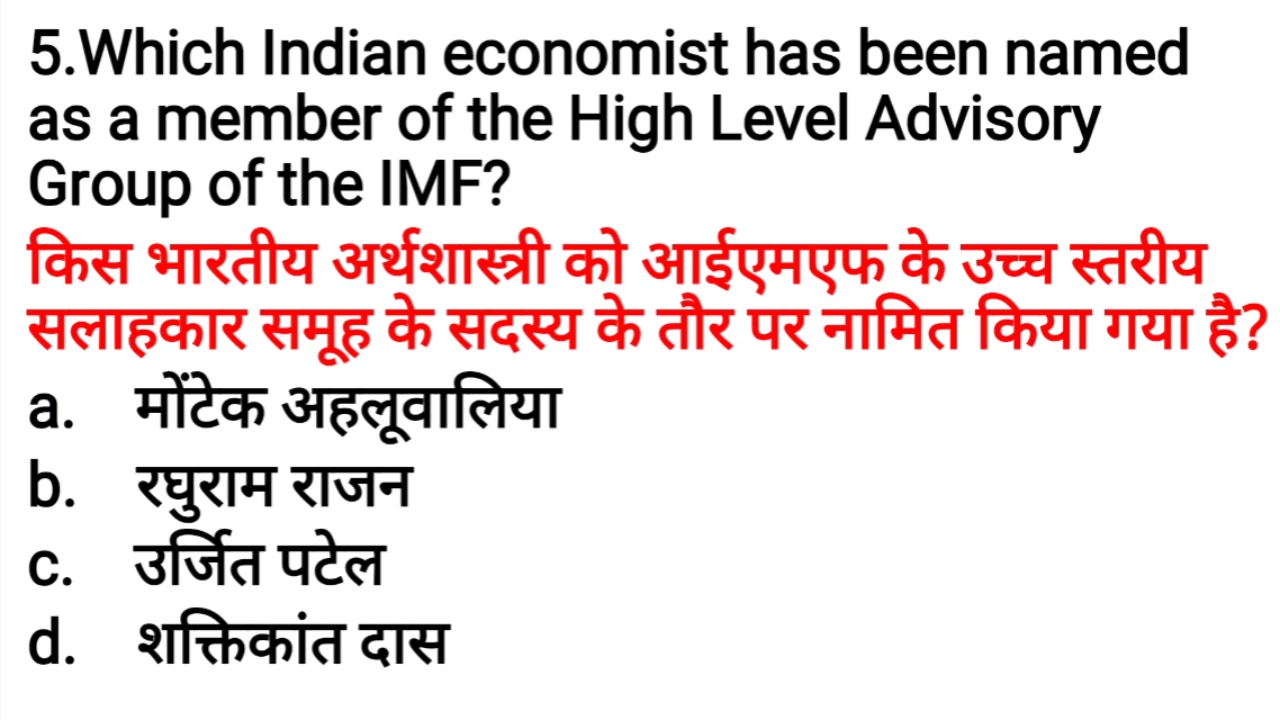 5.Which Indian economist has been named
as a member of the High Level Advisory
Group of the IMF?
किस भारतीय अर्थशास्त्री को आईएमएफ के उच्च स्तरीय
सलाहकार समूह के सदस्य के तौर पर नामित किया गया है?
a. मोंटेक अहलूवालिया
b. रघुराम राजन
c. उर्जित पटेल
d. शक्तिकांत दास